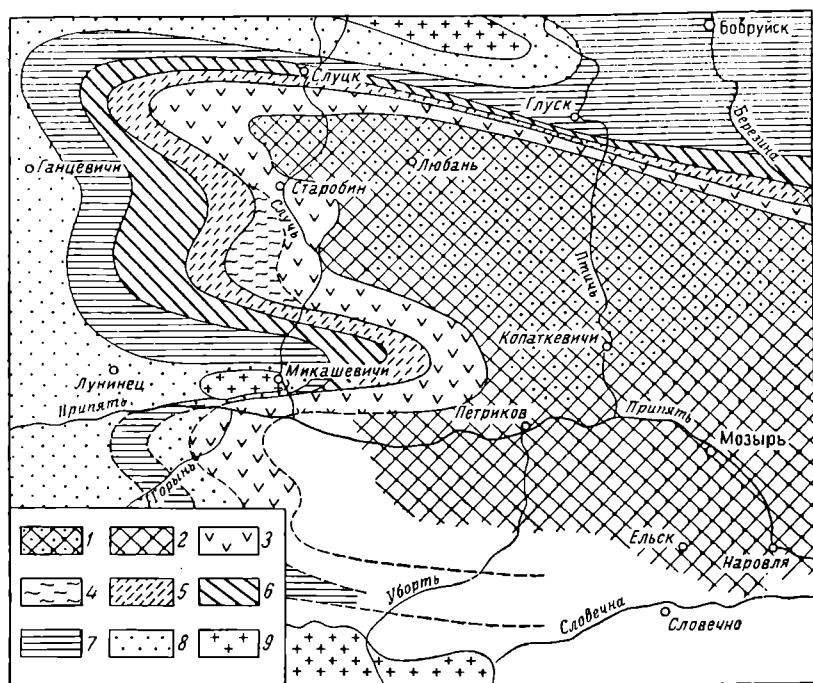 Бобруйск
Слуцк
Глуск
Березина
Ганцевичи
Любань
Старобин
Случь
Птичь
Копаткевичи
Лунинец
Микашевичи
Припять
Петриков
Припять
Мозырь
Горынь
Ельск
Наровля
Уборть
Словечна
Словечна
1 2 3
4 5 6
7 8 9